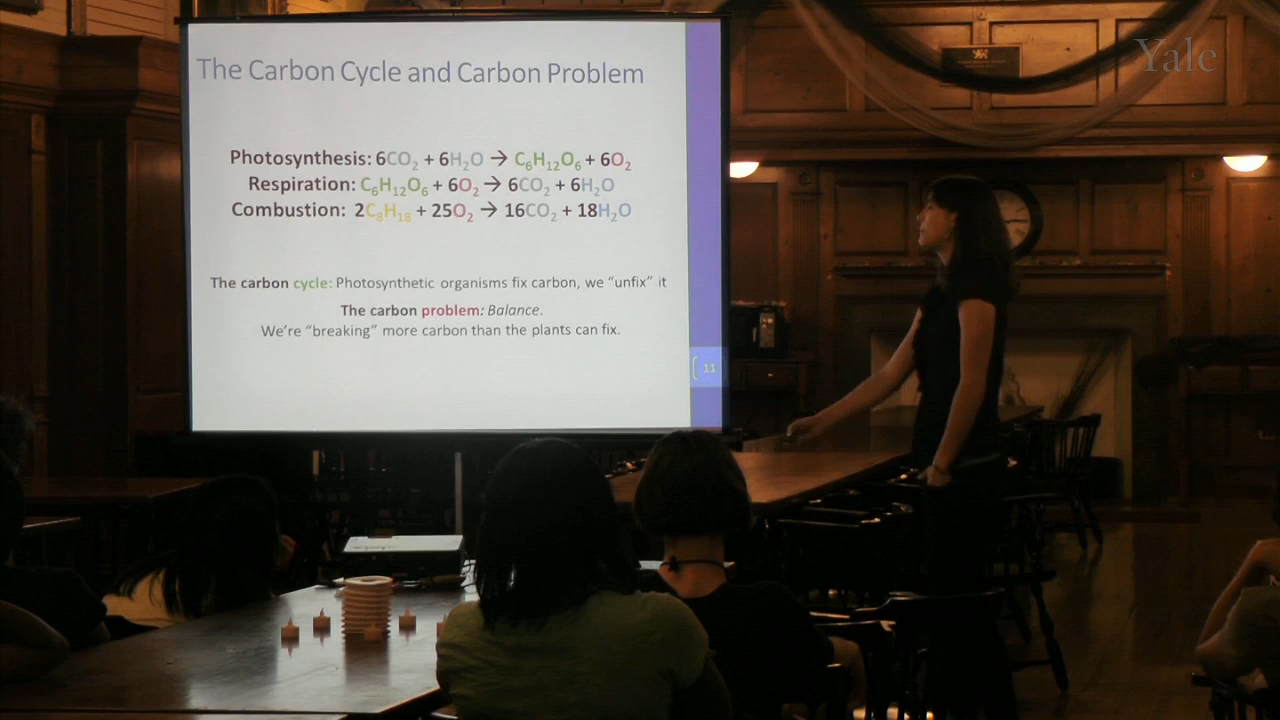 Yale
The Carbon Cycle and Carbon Problem
Photosynthesis: 6CO₂ + 6H₂O → C₆H₁₂O₆ + 6O₂
Respiration: C₆H₁₂O₆ + 6O₂ → 6CO₂ + 6H₂O
Combustion: 2C₈H₁₈ + 25O₂ → 16CO₂ + 18H₂O
The carbon cycle: Photosynthetic organisms fix carbon, we “unfix” it
The carbon problem: Balance.
We’re “breaking” more carbon than the plants can fix.
11